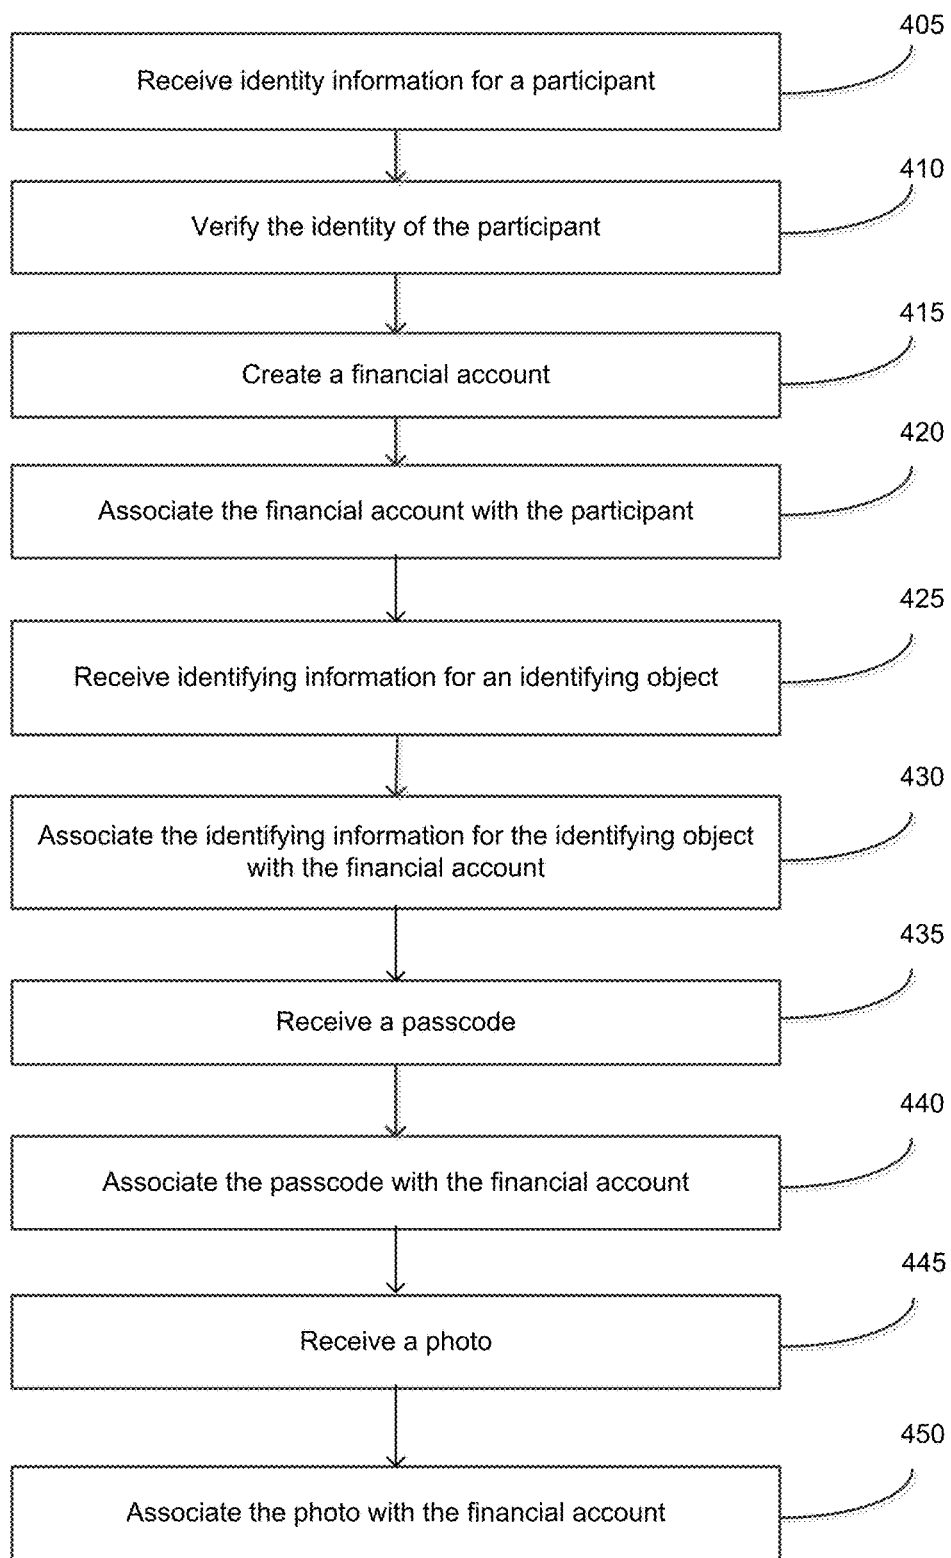 405
Receive identity information for a participant
410
Verify the identity of the participant
415
Create a financial account
420
Associate the financial account with the participant
425
Receive identifying information for an identifying object
430
Associate the identifying information for the identifying object
with the financial account
435
Receive a passcode
440
Associate the passcode with the financial account
445
Receive a photo
450
Associate the photo with the financial account